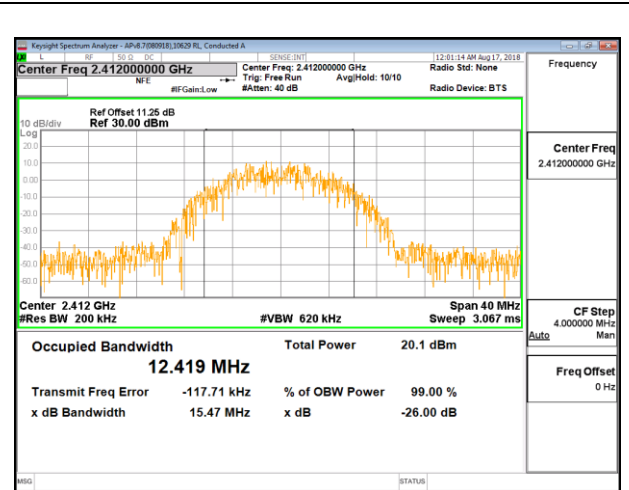 Keysight Spectrum Analyzer - APv8.7(080918),10629 RL, Conducted A
L RF 50 Ω DC SENSE:INT 12:01:14 AM Aug 17, 2018
Center Freq 2.412000000 GHz Center Freq: 2.412000000 GHz Radio Std: None Frequency
NFE Trig: Free Run Avg|Hold: 10/10
#IFGain:Low #Atten: 40 dB Radio Device: BTS
Ref Offset 11.25 dB
10 dB/div Ref 30.00 dBm
Log
20.0
10.0
0.00
-10.0
-20.0
-30.0
-40.0
-50.0
-60.0
Center Freq
2.412000000 GHz
Center 2.412 GHz Span 40 MHz
#Res BW 200 kHz #VBW 620 kHz Sweep 3.067 ms
CF Step
4.000000 MHz
Auto Man
Occupied Bandwidth Total Power 20.1 dBm
12.419 MHz
Transmit Freq Error -117.71 kHz % of OBW Power 99.00 %
x dB Bandwidth 15.47 MHz x dB -26.00 dB
Freq Offset
0 Hz
MSG STATUS